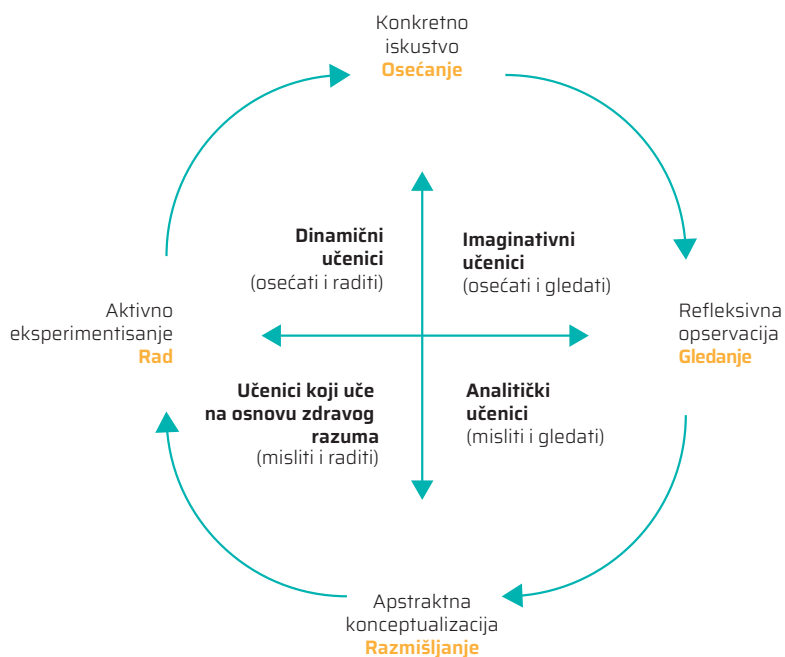 Konkretno
iskustvo
Osećanje
Dinamični
učenici
(osećati i raditi)
Imaginativni
učenici
(osećati i gledati)
Aktivno
eksperimentisanje
Rad
Refleksivna
opservacija
Gledanje
Učenici koji uče
na osnovu zdravog
razuma
(misliti i raditi)
Analitički
učenici
(misliti i gledati)
Apstraktna
konceptualizacija
Razmišljanje